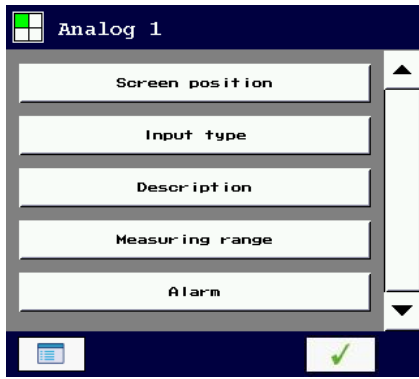 Analog 1
Screen position
Input type
Description
Measuring range
Alarm